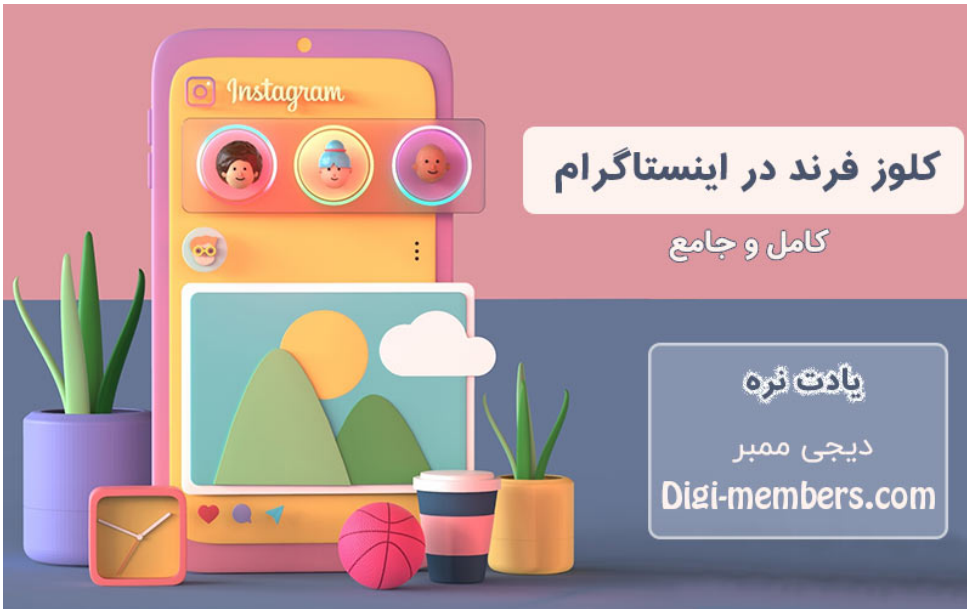 Instagram
کلوز فرند در اینستاگرام
کامل و جامع
یادت نره
دیجی ممبر
Digi-members.com